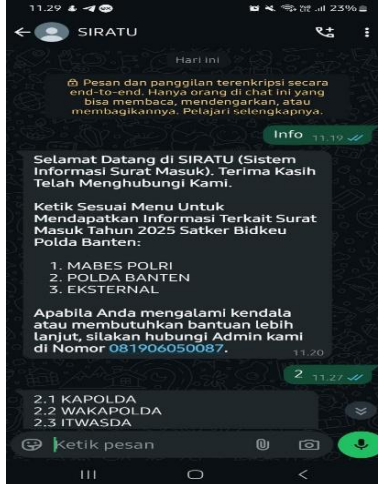 11.29
23%
SIRATU
Hari ini
Pesan dan panggilan terenkripsi secara
end-to-end. Hanya orang di chat ini yang
bisa membaca, mendengarkan, atau
membagikannya. Pelajari selengkapnya.
Info 11.19
Selamat Datang di SIRATU (Sistem
Informasi Surat Masuk). Terima Kasih
Telah Menghubungi Kami.
Ketik Sesuai Menu Untuk
Mendapatkan Informasi Terkait Surat
Masuk Tahun 2025 Satker Bidkeu
Polda Banten:
1. MABES POLRI
2. POLDA BANTEN
3. EKSTERNAL
Apabila Anda mengalami kendala
atau membutuhkan bantuan lebih
lanjut, silakan hubungi Admin kami
di Nomor 081906050087.
11.20
2 11.27
2.1 KAPOLDA
2.2 WAKAPOLDA
2.3 ITWASDA
Ketik pesan